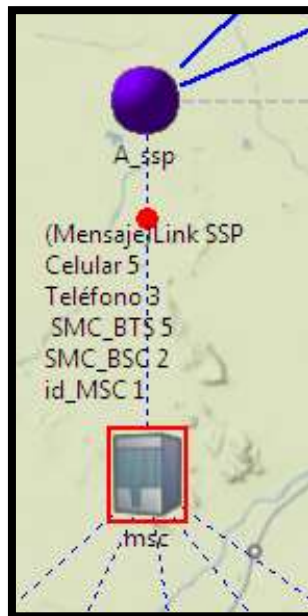 A_ssp
(Mensaje Link SSP
Celular 5
Teléfono 3
SMC_BTS 5
SMC_BSC 2
id_MSC 1
msc